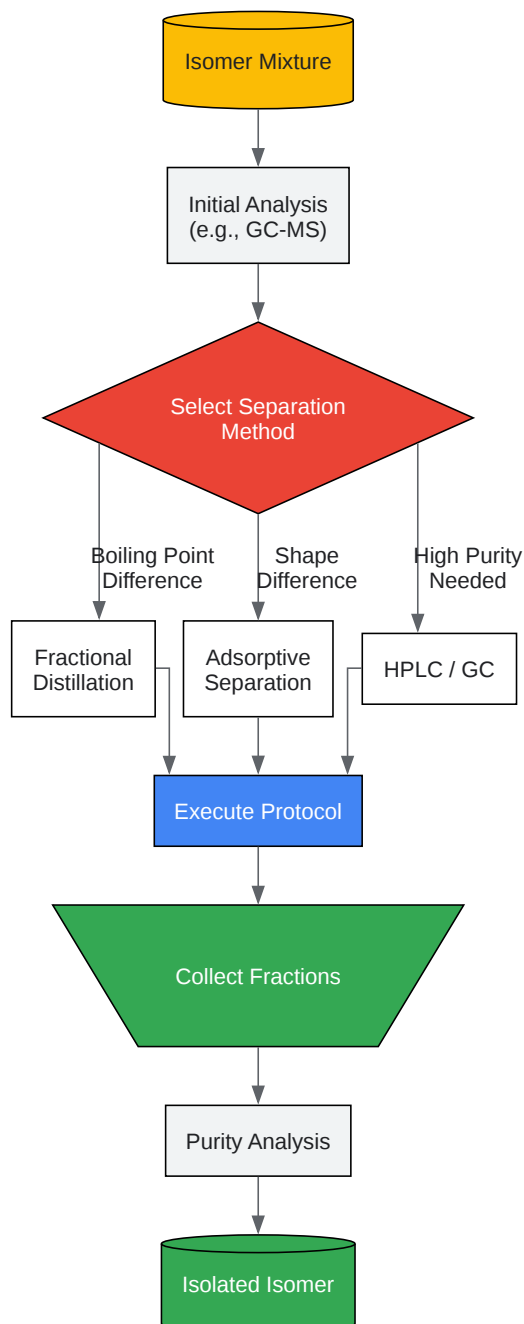 Isomer Mixture
Initial Analysis
(e.g., GC-MS)
Select Separation
Method
Boiling Point
Difference
Shape
Difference
High Purity
Needed
Fractional
Distillation
Adsorptive
Separation
HPLC / GC
Execute Protocol
Collect Fractions
Purity Analysis
Isolated Isomer